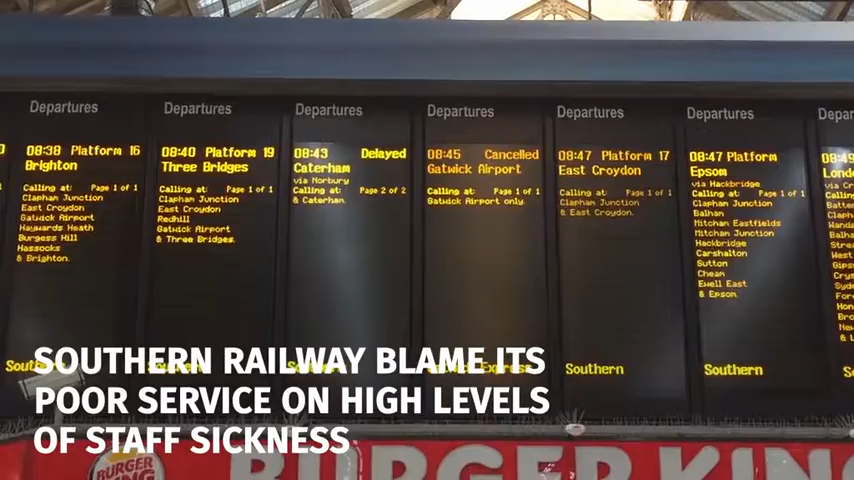 Departures
08:38 Platform 16
Brighton
Calling at: Page 1 of 1
Clapham Junction
East Croydon
Gatwick Airport
Haywards Heath
Burgess Hill
Hassocks
& Brighton.
Departures
08:40 Platform 19
Three Bridges
Calling at: Page 1 of 1
Clapham Junction
East Croydon
Redhill
Gatwick Airport
& Three Bridges.
Departures
08:43 Delayed
Caterham
via Norbury
Calling at: Page 2 of 2
& Caterham.
Departures
08:45 Cancelled
Gatwick Airport
Calling at: Page 1 of 1
Gatwick Airport only.
Express
Departures
08:47 Platform 17
East Croydon
Calling at: Page 1 of 1
Clapham Junction
& East Croydon.
Southern
Departures
08:47 Platform
Epsom
via Hackbridge
Calling at: Page 1 of 1
Clapham Junction
Balham
Mitcham Eastfields
Mitcham Junction
Hackbridge
Carshalton
Sutton
Cheam
Ewell East
& Epsom.
Southern
SOUTHERN RAILWAY BLAME ITS
POOR SERVICE ON HIGH LEVELS
OF STAFF SICKNESS
BURGER KING
BURGER KIN